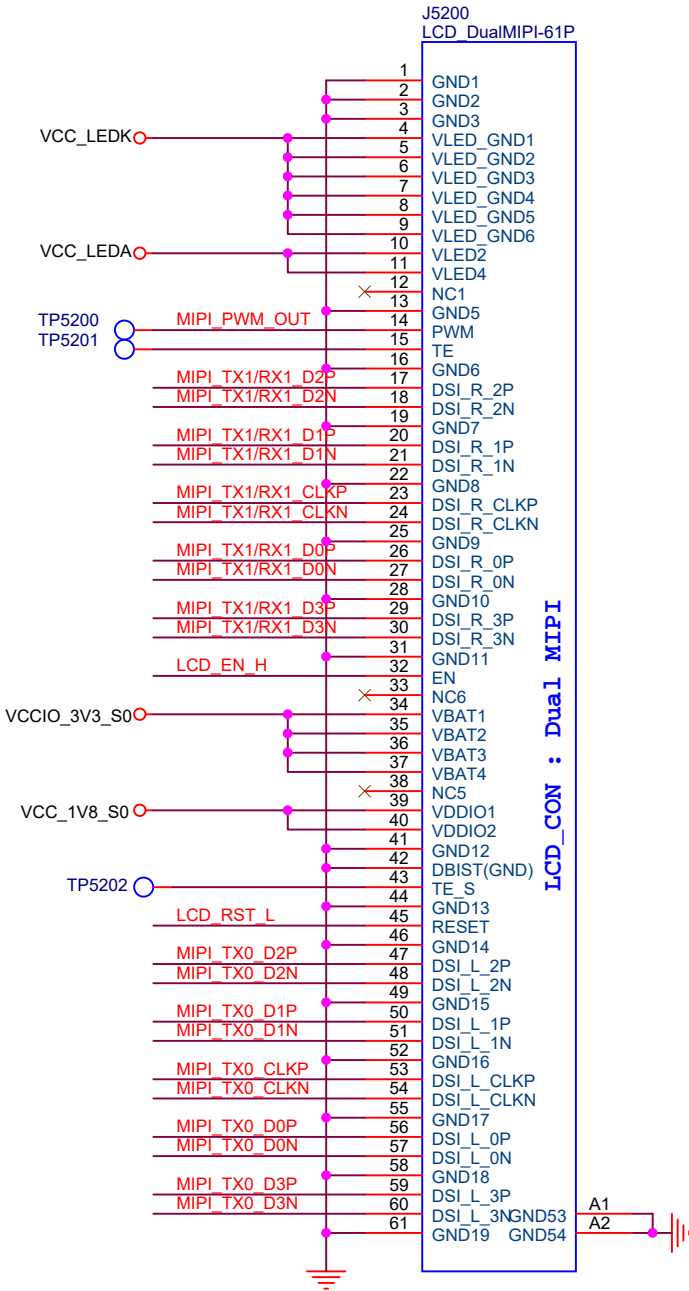 J5200
LCD_DualMIPI-61P
1 GND1
2 GND2
3 GND3
VCC_LEDK 4 VLED_GND1
5 VLED_GND2
6 VLED_GND3
7 VLED_GND4
8 VLED_GND5
9 VLED_GND6
VCC_LEDA 10 VLED2
11 VLED4
12 NC1
13 GND5
TP5200 MIPI_PWM_OUT 14 PWM
TP5201 15 TE
16 GND6
MIPI_TX1/RX1_D2P 17 DSI_R_2P
MIPI_TX1/RX1_D2N 18 DSI_R_2N
19 GND7
MIPI_TX1/RX1_D1P 20 DSI_R_1P
MIPI_TX1/RX1_D1N 21 DSI_R_1N
22 GND8
MIPI_TX1/RX1_CLKP 23 DSI_R_CLKP
MIPI_TX1/RX1_CLKN 24 DSI_R_CLKN
25 GND9
MIPI_TX1/RX1_D0P 26 DSI_R_0P
MIPI_TX1/RX1_D0N 27 DSI_R_0N
28 GND10
MIPI_TX1/RX1_D3P 29 DSI_R_3P
MIPI_TX1/RX1_D3N 30 DSI_R_3N
31 GND11
LCD_EN_H 32 EN
33 NC6
VCCIO_3V3_S0 34 VBAT1
35 VBAT2
36 VBAT3
37 VBAT4
38 NC5
VCC_1V8_S0 39 VDDIO1
40 VDDIO2
41 GND12
42 DBIST(GND)
TP5202 43 TE_S
44 GND13
LCD_RST_L 45 RESET
46 GND14
MIPI_TX0_D2P 47 DSI_L_2P
MIPI_TX0_D2N 48 DSI_L_2N
49 GND15
MIPI_TX0_D1P 50 DSI_L_1P
MIPI_TX0_D1N 51 DSI_L_1N
52 GND16
MIPI_TX0_CLKP 53 DSI_L_CLKP
MIPI_TX0_CLKN 54 DSI_L_CLKN
55 GND17
MIPI_TX0_D0P 56 DSI_L_0P
MIPI_TX0_D0N 57 DSI_L_0N
58 GND18
MIPI_TX0_D3P 59 DSI_L_3P
MIPI_TX0_D3N 60 DSI_L_3N GND53 A1
61 GND19 GND54 A2
LCD_CON : Dual MIPI